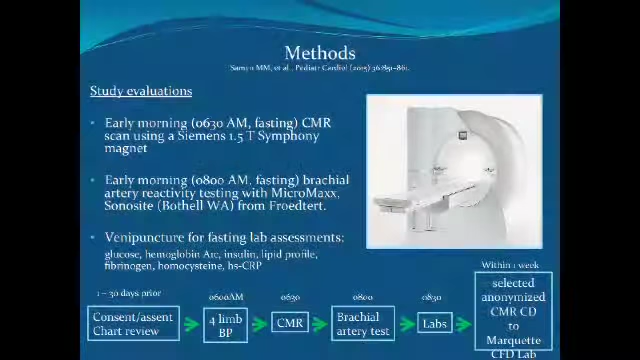 Methods
Samyn MM, et al., Pediatr Cardiol (2015) 36:851–861.
Study evaluations
• Early morning (0630 AM, fasting) CMR
scan using a Siemens 1.5 T Symphony
magnet
• Early morning (0800 AM, fasting) brachial
artery reactivity testing with MicroMaxx,
Sonosite (Bothell WA) from Froedtert.
• Venipuncture for fasting lab assessments:
glucose, hemoglobin A1c, insulin, lipid profile,
fibrinogen, homocysteine, hs-CRP
Within 1 week
1 – 30 days prior
0600AM
0630
0800
0830
Consent/assent
Chart review
4 limb
BP
CMR
Brachial
artery test
Labs
selected
anonymized
CMR CD
to
Marquette
CFD Lab